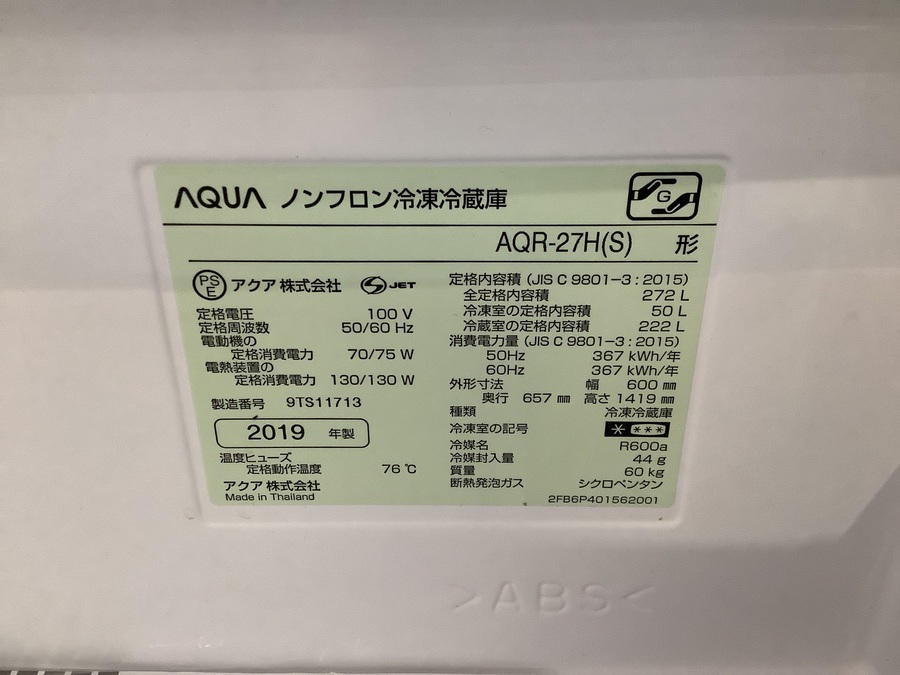 AQUA ノンフロン冷凍冷蔵庫
G
AQR-27H(S) 形
PSE アクア 株式会社 S JET
定格電圧 100 V
定格周波数 50/60 Hz
電動機の
定格消費電力 70/75 W
電熱装置の
定格消費電力 130/130 W
製造番号 9TS11713
2019 年製
温度ヒューズ
定格動作温度 76 ℃
アクア 株式会社
Made in Thailand
定格内容積 (JIS C 9801-3 : 2015)
全定格内容積 272 L
冷凍室の定格内容積 50 L
冷蔵室の定格内容積 222 L
消費電力量 (JIS C 9801-3 : 2015)
50Hz 367 kWh/年
60Hz 367 kWh/年
外形寸法 幅 600 ㎜
奥行 657 ㎜ 高さ 1419 ㎜
種類 冷凍冷蔵庫
冷凍室の記号 * ***
冷媒名 R600a
冷媒封入量 44 g
質量 60 kg
断熱発泡ガス シクロペンタン
2FB6P401562001
>ABS<